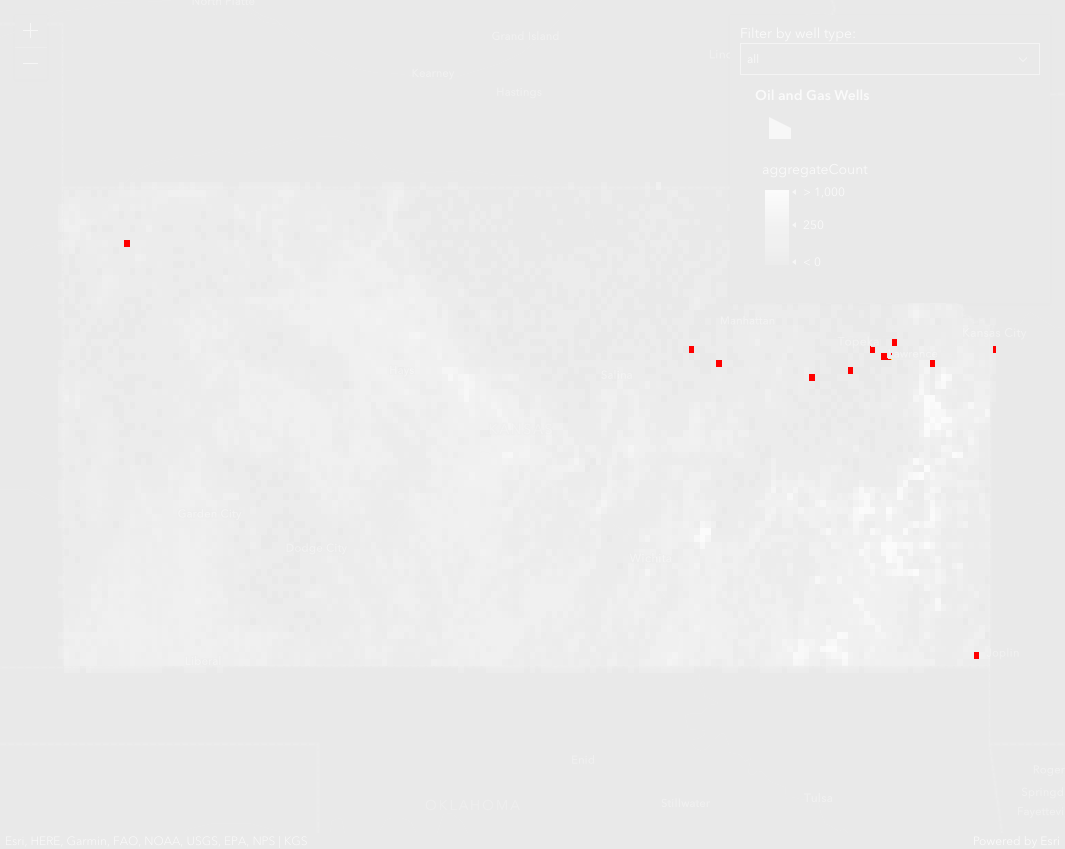 North Platte
Grand Island
Kearney
Hastings
Filter by well type:
all
Oil and Gas Wells
aggregateCount
> 1,000
250
< 0
Manhattan
Kansas City
Garden City
Dodge City
Wichita
Joplin
Enid
OKLAHOMA
Stillwater
Tulsa
Rogers
Springd
Fayettev
Esri, HERE, Garmin, FAO, NOAA, USGS, EPA, NPS | KGS
Powered by Esri